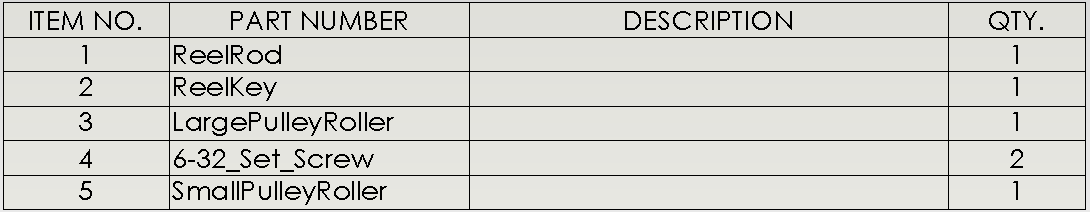 ITEM NO. PART NUMBER DESCRIPTION QTY.
1 ReelRod 1
2 ReelKey 1
3 LargePulleyRoller 1
4 6-32_Set_Screw 2
5 SmallPulleyRoller 1